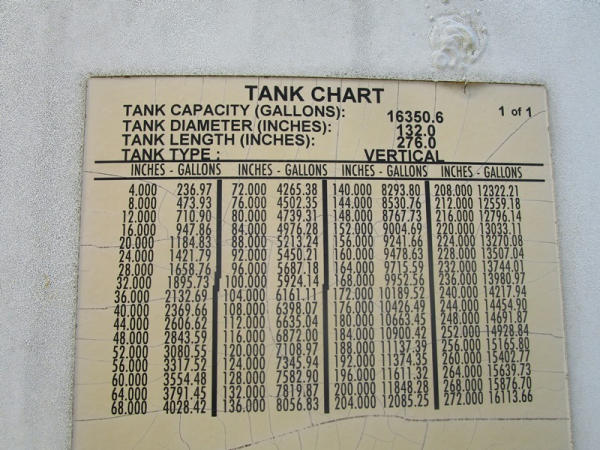 TANK CHART
TANK CAPACITY (GALLONS): 16350.6 1 of 1
TANK DIAMETER (INCHES): 132.0
TANK LENGTH (INCHES): 276.0
TANK TYPE : VERTICAL
INCHES - GALLONS INCHES - GALLONS INCHES - GALLONS INCHES - GALLONS
4.000 236.97 72.000 4265.38 140.000 8293.80 208.000 12322.21
8.000 473.93 76.000 4502.35 144.000 8530.76 212.000 12559.18
12.000 710.90 80.000 4739.31 148.000 8767.73 216.000 12796.14
16.000 947.86 84.000 4976.28 152.000 9004.69 220.000 13033.11
20.000 1184.83 88.000 5213.24 156.000 9241.66 224.000 13270.08
24.000 1421.79 92.000 5450.21 160.000 9478.63 228.000 13507.04
28.000 1658.76 96.000 5687.18 164.000 9715.59 232.000 13744.01
32.000 1895.73 100.000 5924.14 168.000 9952.56 236.000 13980.97
36.000 2132.69 104.000 6161.11 172.000 10189.52 240.000 14217.94
40.000 2369.66 108.000 6398.07 176.000 10426.49 244.000 14454.90
44.000 2606.62 112.000 6635.04 180.000 10663.45 248.000 14691.87
48.000 2843.59 116.000 6872.00 184.000 10900.42 252.000 14928.84
52.000 3080.55 120.000 7108.97 188.000 11137.39 256.000 15165.80
56.000 3317.52 124.000 7345.94 192.000 11374.35 260.000 15402.77
60.000 3554.48 128.000 7582.90 196.000 11611.32 264.000 15639.73
64.000 3791.45 132.000 7819.87 200.000 11848.28 268.000 15876.70
68.000 4028.42 136.000 8056.83 204.000 12085.25 272.000 16113.66